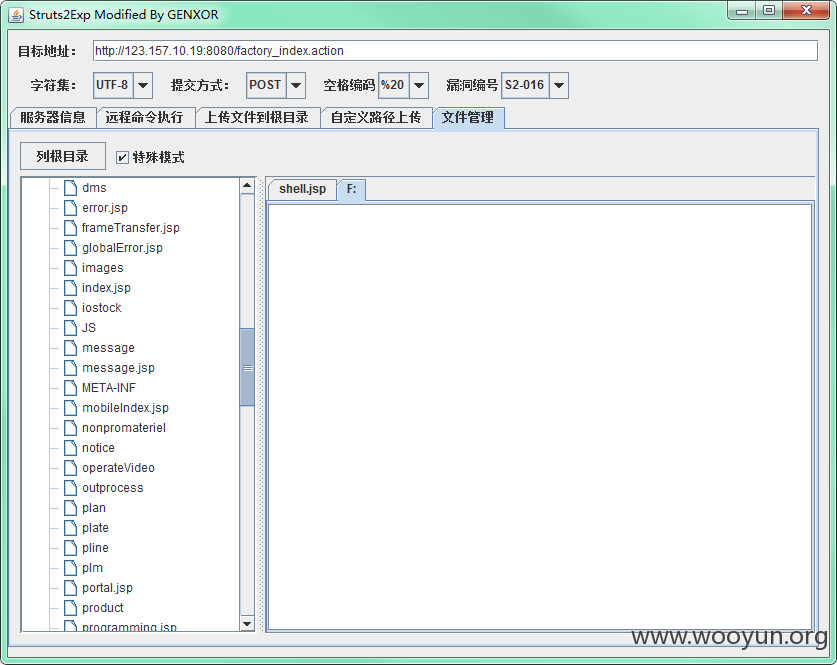 Struts2Exp Modified By GENXOR
目标地址： http://123.157.10.19:8080/factory_index.action
字符集： UTF-8 提交方式： POST 空格编码 %20 漏洞编号 S2-016
服务器信息 远程命令执行 上传文件到根目录 自定义路径上传 文件管理
列根目录 特殊模式
shell.jsp F:
dms
error.jsp
frameTransfer.jsp
globalError.jsp
images
index.jsp
iostock
JS
message
message.jsp
META-INF
mobileIndex.jsp
nonpromateriel
notice
operateVideo
outprocess
plan
plate
pline
plm
portal.jsp
product
programming.jsp
www.wooyun.org